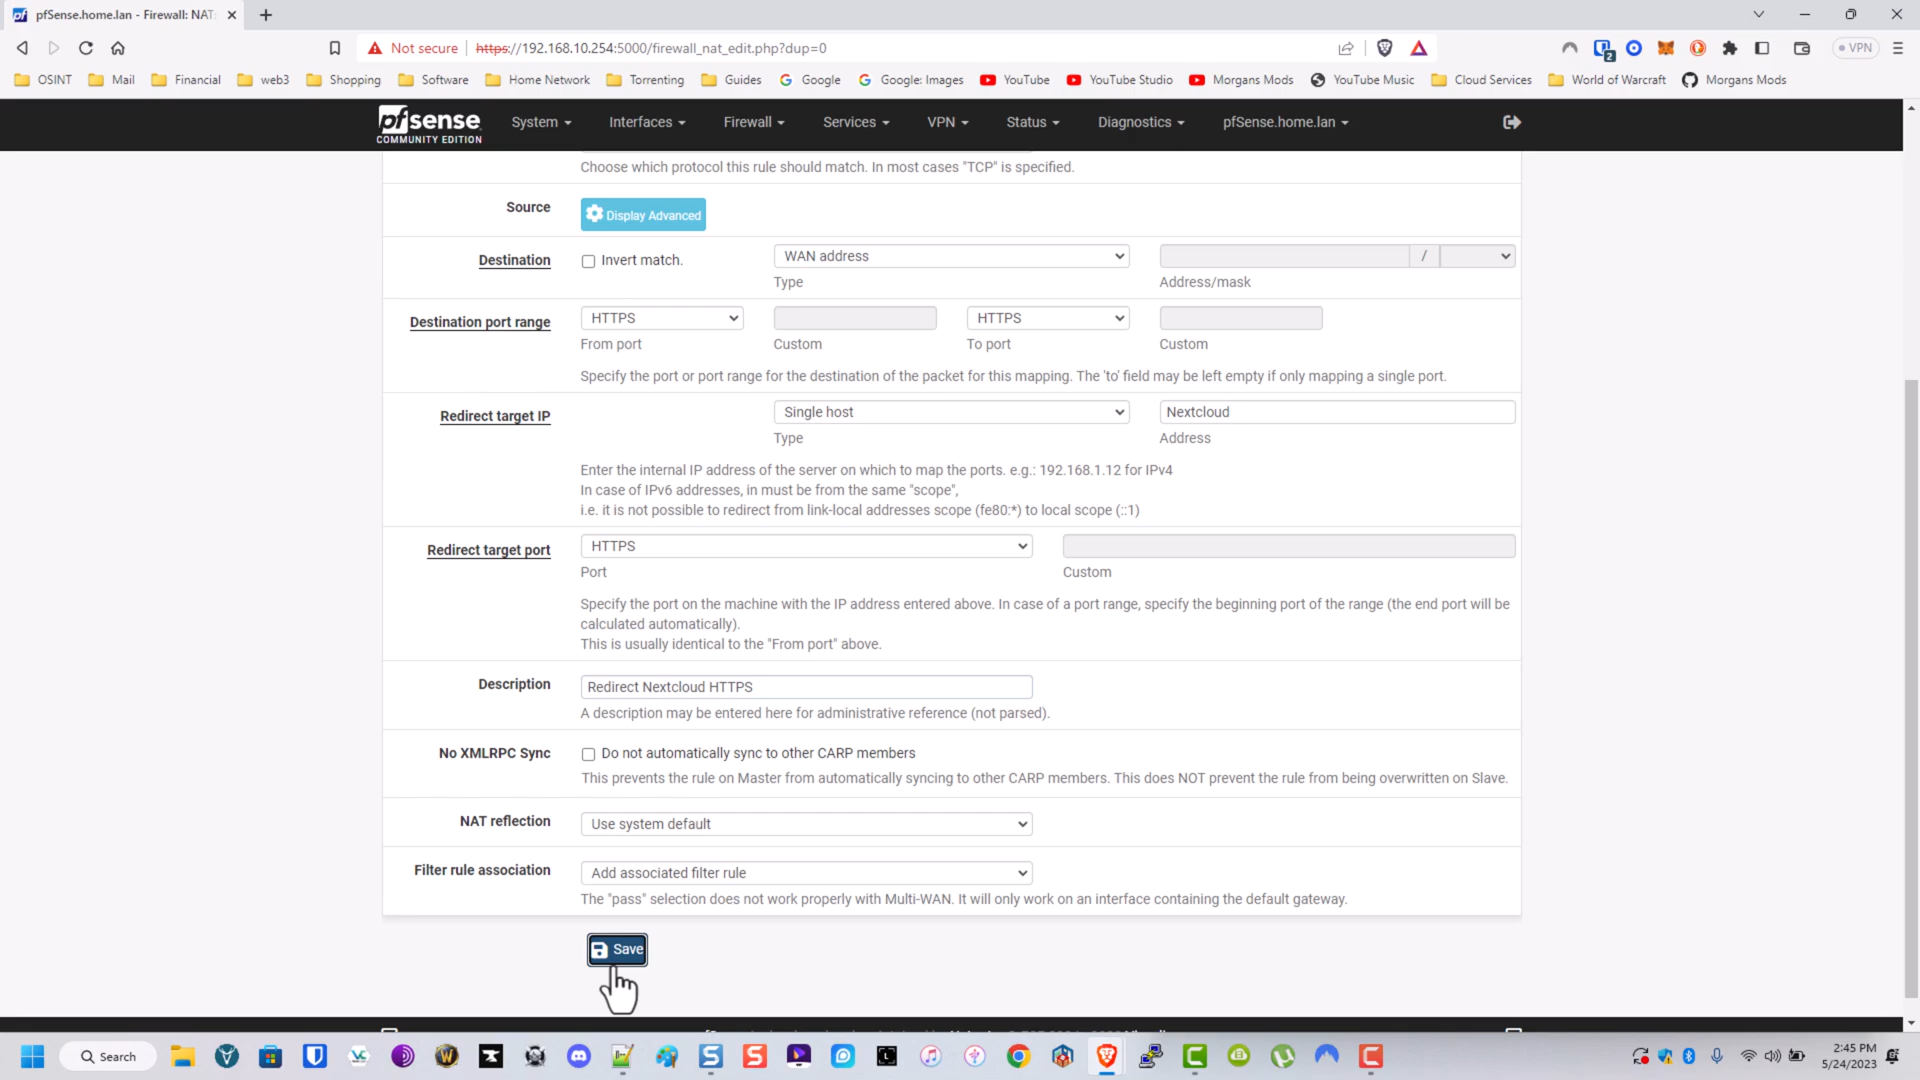 pfSense.home.lan - Firewall: NAT:
Not secure https://192.168.10.254:5000/firewall_nat_edit.php?dup=0 2 VPN
OSINT Mail Financial web3 Shopping Software Home Network Torrenting Guides Google Google: Images YouTube YouTube Studio Morgans Mods YouTube Music Cloud Services World of Warcraft Morgans Mods
pfsense
COMMUNITY EDITION
System Interfaces Firewall Services VPN Status Diagnostics pfSense.home.lan
Choose which protocol this rule should match. In most cases "TCP" is specified.
Source Display Advanced
Destination Invert match. WAN address /
Type Address/mask
Destination port range HTTPS HTTPS
From port Custom To port Custom
Specify the port or port range for the destination of the packet for this mapping. The 'to' field may be left empty if only mapping a single port.
Redirect target IP Single host Nextcloud
Type Address
Enter the internal IP address of the server on which to map the ports. e.g.: 192.168.1.12 for IPv4
In case of IPv6 addresses, in must be from the same "scope",
i.e. it is not possible to redirect from link-local addresses scope (fe80:*) to local scope (::1)
Redirect target port HTTPS
Port Custom
Specify the port on the machine with the IP address entered above. In case of a port range, specify the beginning port of the range (the end port will be
calculated automatically).
This is usually identical to the "From port" above.
Description Redirect Nextcloud HTTPS
A description may be entered here for administrative reference (not parsed).
No XMLRPC Sync Do not automatically sync to other CARP members
This prevents the rule on Master from automatically syncing to other CARP members. This does NOT prevent the rule from being overwritten on Slave.
NAT reflection Use system default
Filter rule association Add associated filter rule
The "pass" selection does not work properly with Multi-WAN. It will only work on an interface containing the default gateway.
Save
Search
2:45 PM
5/24/2023